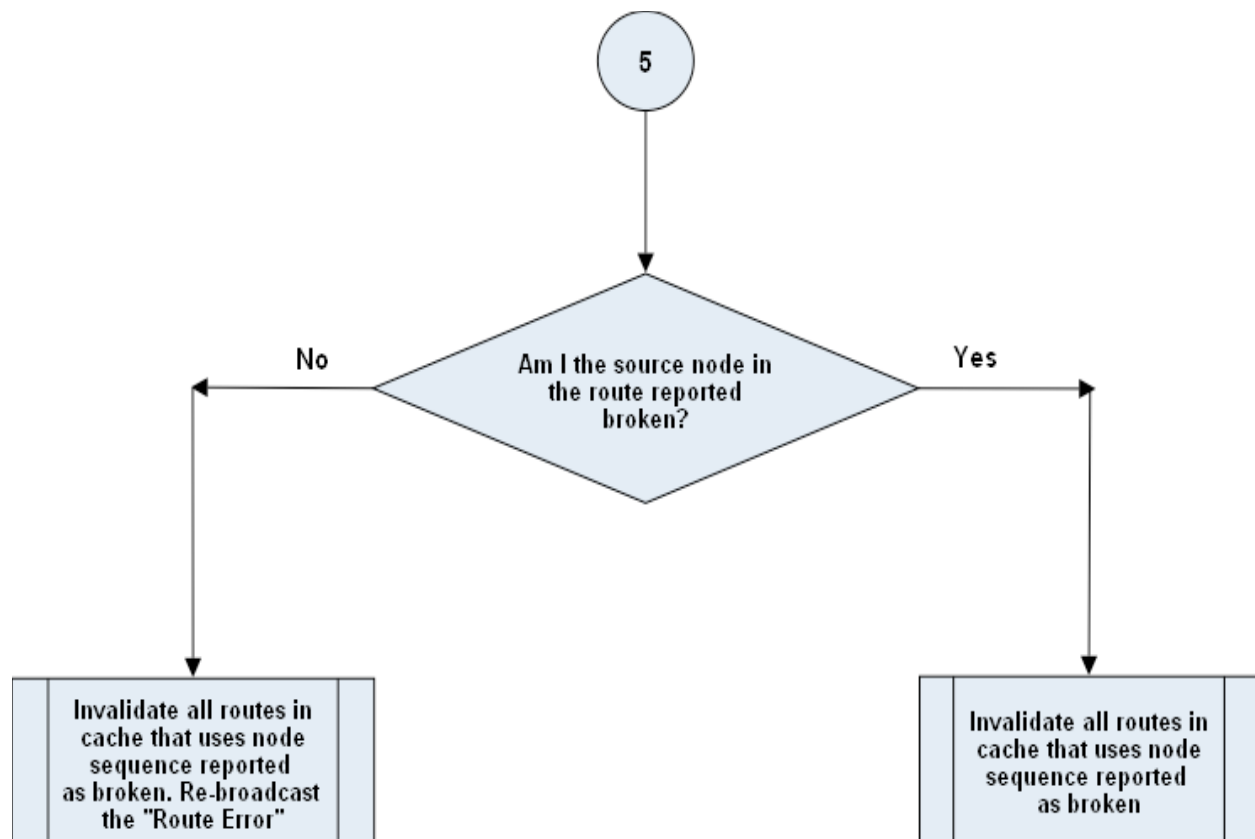 5
Am I the source node in
the route reported
broken?
No
Yes
Invalidate all routes in
cache that uses node
sequence reported
as broken. Re-broadcast
the "Route Error"
Invalidate all routes in
cache that uses node
sequence reported
as broken